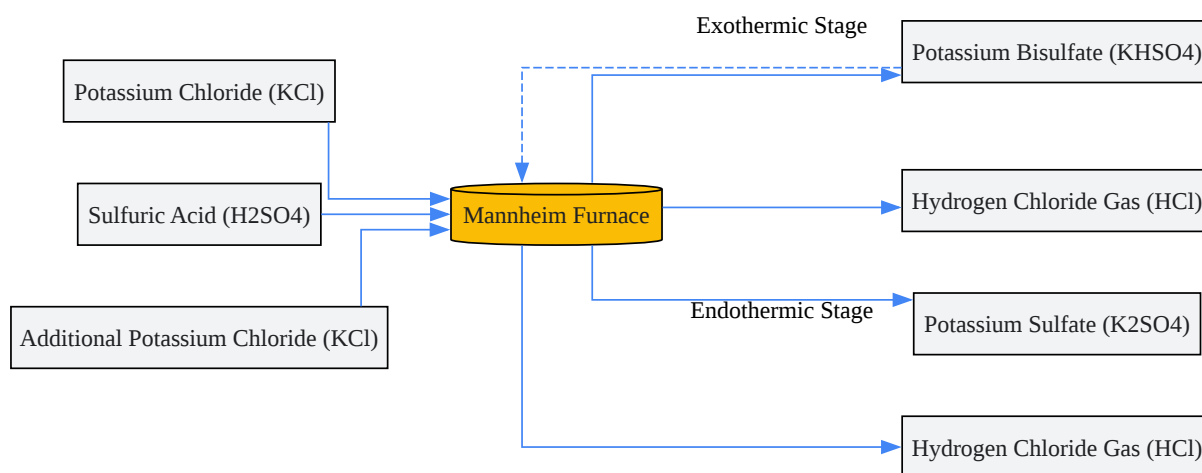 Exothermic Stage
Potassium Bisulfate (KHSO4)
Potassium Chloride (KCl)
Sulfuric Acid (H2SO4)
Mannheim Furnace
Hydrogen Chloride Gas (HCl)
Additional Potassium Chloride (KCl)
Endothermic Stage
Potassium Sulfate (K2SO4)
Hydrogen Chloride Gas (HCl)